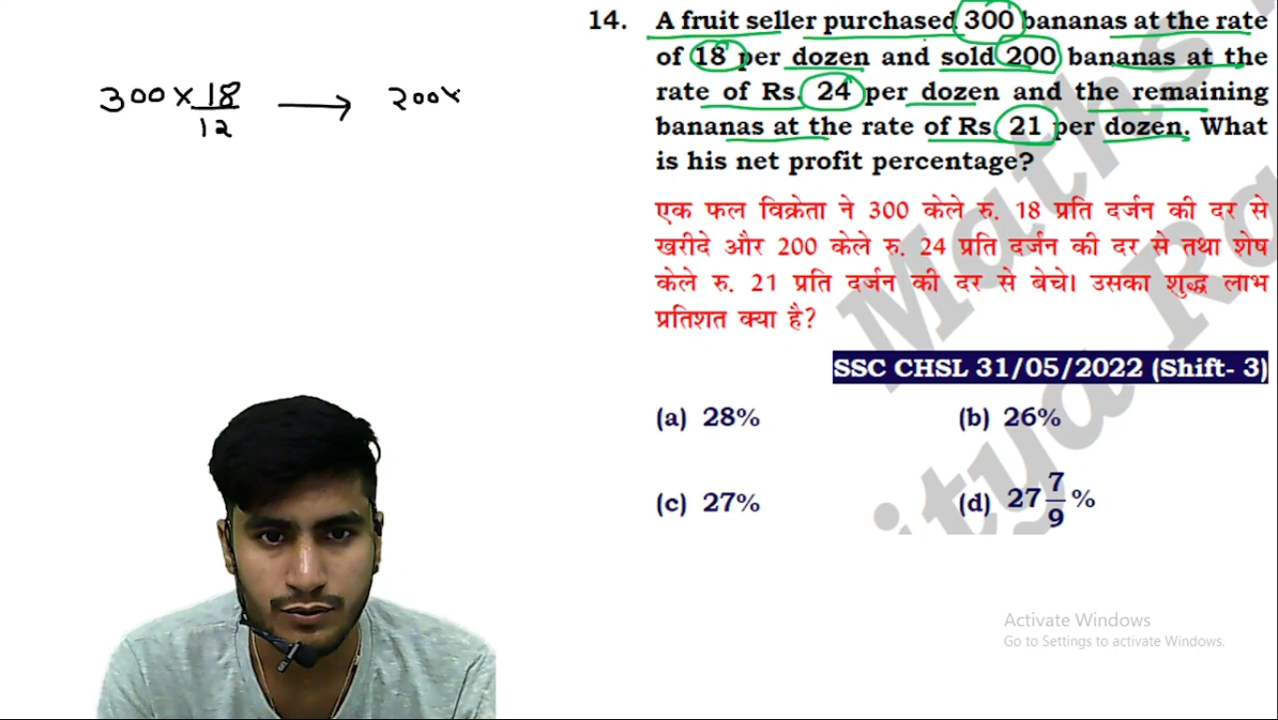 14. A fruit seller purchased 300 bananas at the rate
of 18 per dozen and sold 200 bananas at the
rate of Rs. 24 per dozen and the remaining
bananas at the rate of Rs 21 per dozen. What
is his net profit percentage?
300 × 18/12 → 200×
एक फल विक्रेता ने 300 केले रु. 18 प्रति दर्जन की दर से
खरीदे और 200 केले रु. 24 प्रति दर्जन की दर से तथा शेष
केले रु. 21 प्रति दर्जन की दर से बेचे। उसका शुद्ध लाभ
प्रतिशत क्या है?
SSC CHSL 31/05/2022 (Shift- 3)
(a) 28% (b) 26%
(c) 27% (d) 27 7/9 %
Maths
Activate Windows
Go to Settings to activate Windows.